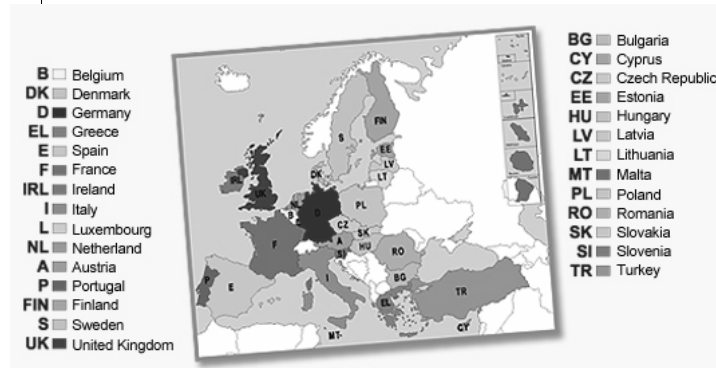 B Belgium
DK Denmark
D Germany
EL Greece
E Spain
F France
IRL Ireland
I Italy
L Luxembourg
NL Netherland
A Austria
P Portugal
FIN Finland
S Sweden
UK United Kingdom
FIN
S
EE
LV
DK
LT
IRL
UK
NL
PL
B
D
CZ
SK
F
A
HU
SI
RO
I
BG
P
E
EL
TR
MT
CY
BG Bulgaria
CY Cyprus
CZ Czech Republic
EE Estonia
HU Hungary
LV Latvia
LT Lithuania
MT Malta
PL Poland
RO Romania
SK Slovakia
SI Slovenia
TR Turkey